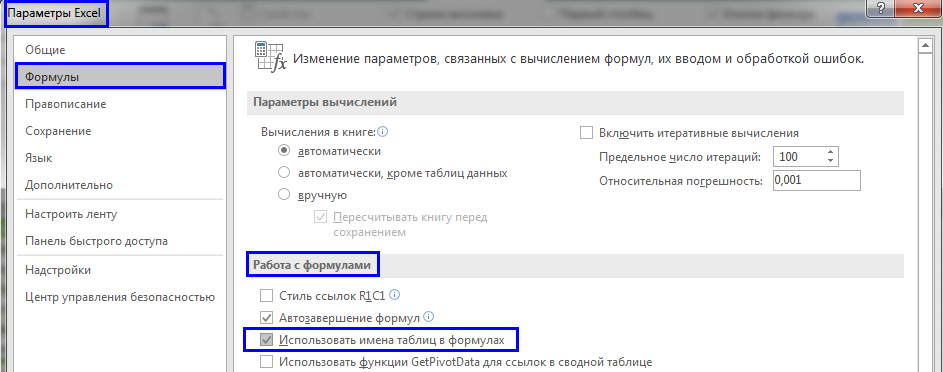 Параметры Excel
?
Общие
Формулы
Правописание
Сохранение
Язык
Дополнительно
Настроить ленту
Панель быстрого доступа
Надстройки
Центр управления безопасностью
fx Изменение параметров, связанных с вычислением формул, их вводом и обработкой ошибок.
Параметры вычислений
Вычисления в книге:
автоматически
автоматически, кроме таблиц данных
вручную
Пересчитывать книгу перед
сохранением
Включить итеративные вычисления
Предельное число итераций: 100
Относительная погрешность: 0,001
Работа с формулами
Стиль ссылок R1C1
Автозавершение формул
Использовать имена таблиц в формулах
Использовать функции GetPivotData для ссылок в сводной таблице